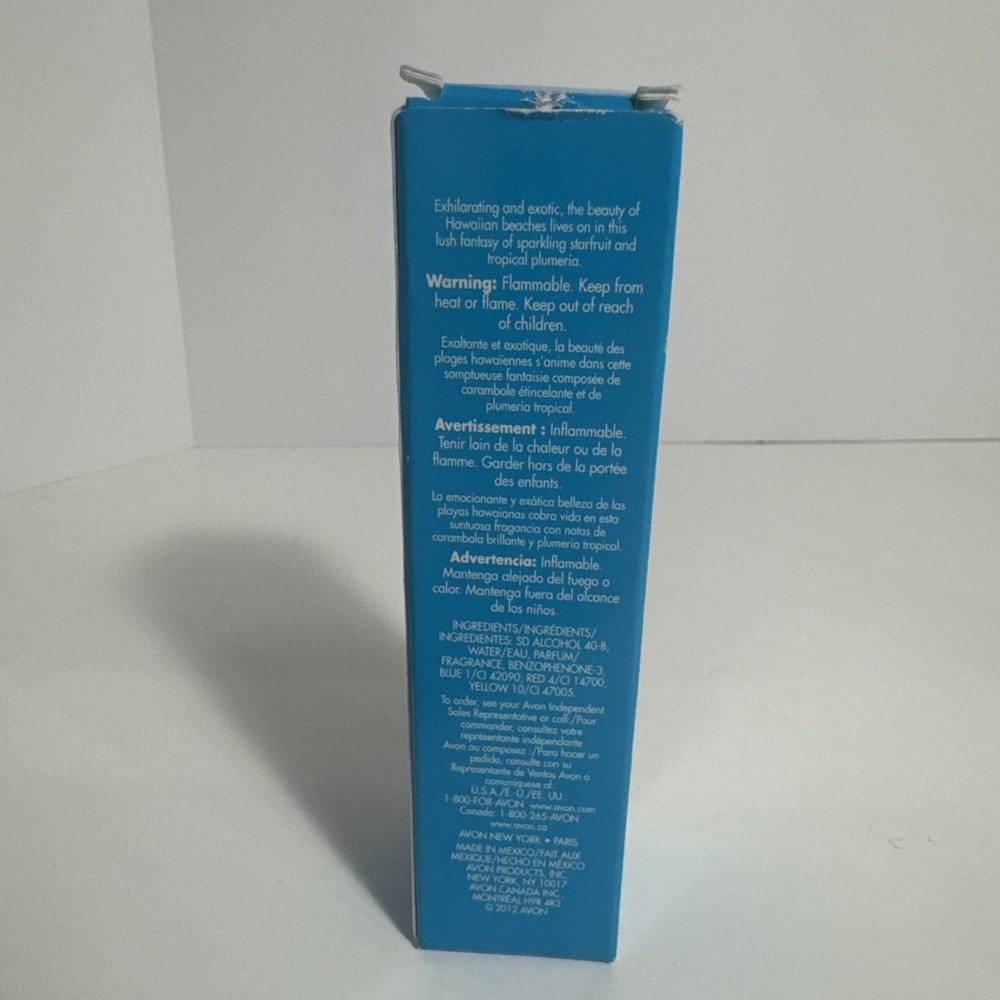 Exhilarating and exotic, the beauty of
Hawaiian beaches lives on in this
lush fantasy of sparkling starfruit and
tropical plumeria.
Warning: Flammable. Keep from
heat or flame. Keep out of reach
of children.
Exaltante et exotique, la beauté des
plages hawaïennes s'anime dans cette
somptueuse fantaisie composée de
carambole étincelante et de
plumeria tropical.
Avertissement : Inflammable.
Tenir loin de la chaleur ou de la
flamme. Garder hors de la portée
des enfants.
La emocionante y exótica belleza de las
playas hawaianas cobra vida en esta
suntuosa fragancia con notas de
carambola brillante y plumeria tropical.
Advertencia: Inflamable.
Mantenga alejado del fuego o
calor. Mantenga fuera del alcance
de los niños.
INGREDIENTS/INGRÉDIENTS/
INGREDIENTES: SD ALCOHOL 40-B,
WATER/EAU, PARFUM/
FRAGRANCE, BENZOPHENONE-3,
BLUE 1/CI 42090, RED 4/CI 14700,
YELLOW 10/CI 47005.
To order, see your Avon Independent
Sales Representative or call:/Pour
commander, consultez votre
représentante indépendante
Avon ou composez :/Para hacer un
pedido, consulte con su
Representante de Ventas Avon o
comuníquese al:
U.S.A./É.-U./EE. UU.:
1-800-FOR-AVON www.avon.com
Canada: 1-800-265-AVON
www.avon.ca
AVON NEW YORK • PARIS
MADE IN MEXICO/FAIT AUX
MEXIQUE/HECHO EN MÉXICO
AVON PRODUCTS, INC.
NEW YORK, NY 10017
AVON CANADA INC.
MONTRÉAL H9R 4R3
© 2012 AVON